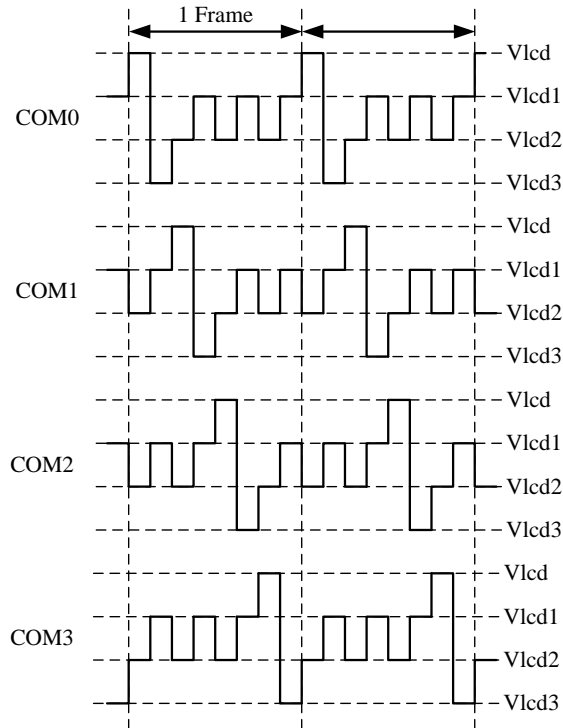 1 Frame
Vlcd
Vlcd1
COM0
Vlcd2
Vlcd3
Vlcd
Vlcd1
COM1
Vlcd2
Vlcd3
Vlcd
Vlcd1
COM2
Vlcd2
Vlcd3
Vlcd
Vlcd1
COM3
Vlcd2
Vlcd3